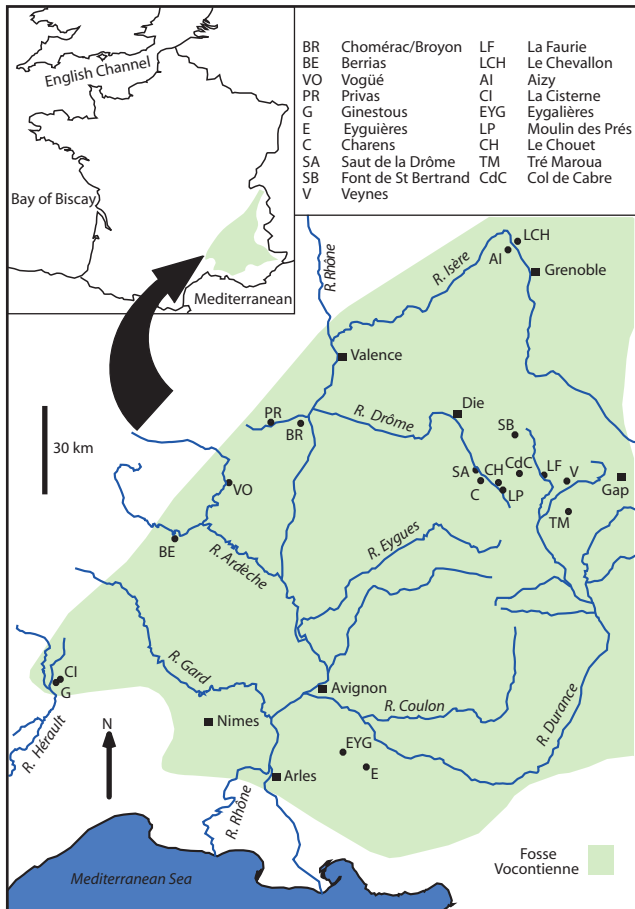 English Channel
Bay of Biscay
Mediterranean
BR Chomérac/Broyon LF La Faurie
BE Berrias LCH Le Chevallon
VO Vogüé AI Aizy
PR Privas CI La Cisterne
G Ginestous EYG Eygalières
E Eyguières LP Moulin des Prés
C Charens CH Le Chouet
SA Saut de la Drôme TM Tré Maroua
SB Font de St Bertrand CdC Col de Cabre
V Veynes
R. Rhône
LCH
AI
R. Isère
Grenoble
Valence
30 km
PR
BR
R. Drôme
Die
SB
VO
SA
C
CH
LP
CdC
LF
V
Gap
TM
BE
R. Ardèche
R. Eygues
CI
G
R. Gard
Avignon
R. Coulon
R. Durance
R. Hérault
N
Nimes
EYG
E
Arles
R. Rhône
Mediterranean Sea
Fosse
Vocontienne